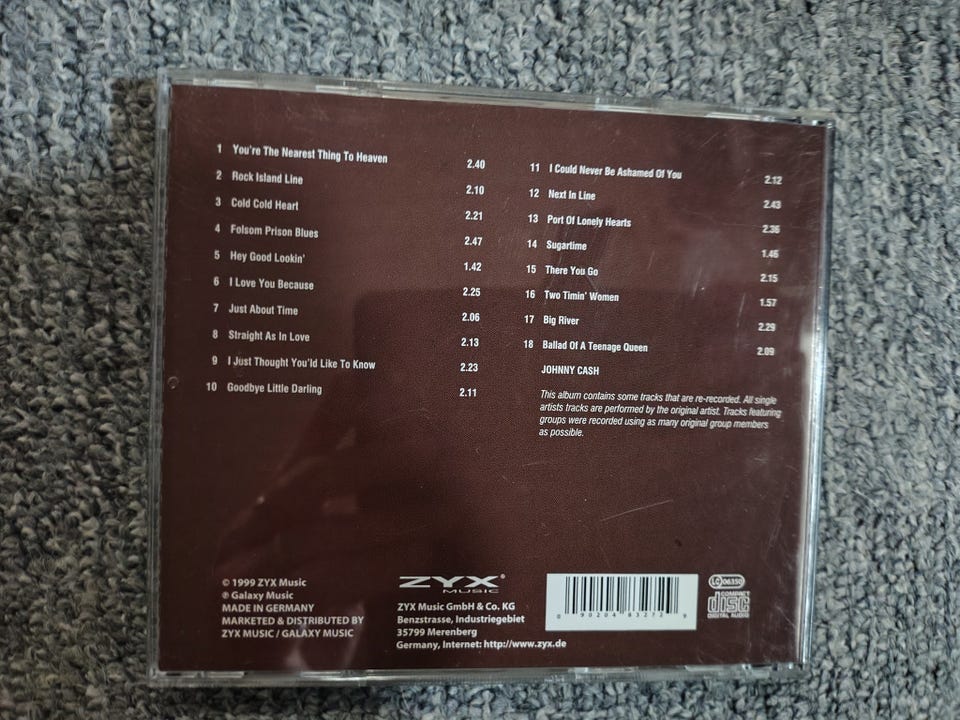 1 You're The Nearest Thing To Heaven 2.40
2 Rock Island Line 2.10
3 Cold Cold Heart 2.21
4 Folsom Prison Blues 2.47
5 Hey Good Lookin' 1.42
6 I Love You Because 2.25
7 Just About Time 2.06
8 Straight As In Love 2.13
9 I Just Thought You'ld Like To Know 2.23
10 Goodbye Little Darling 2.11
11 I Could Never Be Ashamed Of You 2.12
12 Next In Line 2.43
13 Port Of Lonely Hearts 2.36
14 Sugartime 1.46
15 There You Go 2.15
16 Two Timin' Women 1.57
17 Big River 2.29
18 Ballad Of A Teenage Queen 2.09
JOHNNY CASH
This album contains some tracks that are re-recorded. All single
artists tracks are performed by the original artist. Tracks featuring
groups were recorded using as many original group members
as possible.
© 1999 ZYX Music
℗ Galaxy Music
MADE IN GERMANY
MARKETED & DISTRIBUTED BY
ZYX MUSIC / GALAXY MUSIC
ZYX®
MUSIC
ZYX Music GmbH & Co. KG
Benzstrasse, Industriegebiet
35799 Merenberg
Germany, Internet: http://www.zyx.de
0 90204 83272 9
LC 06350
COMPACT
disc
DIGITAL AUDIO